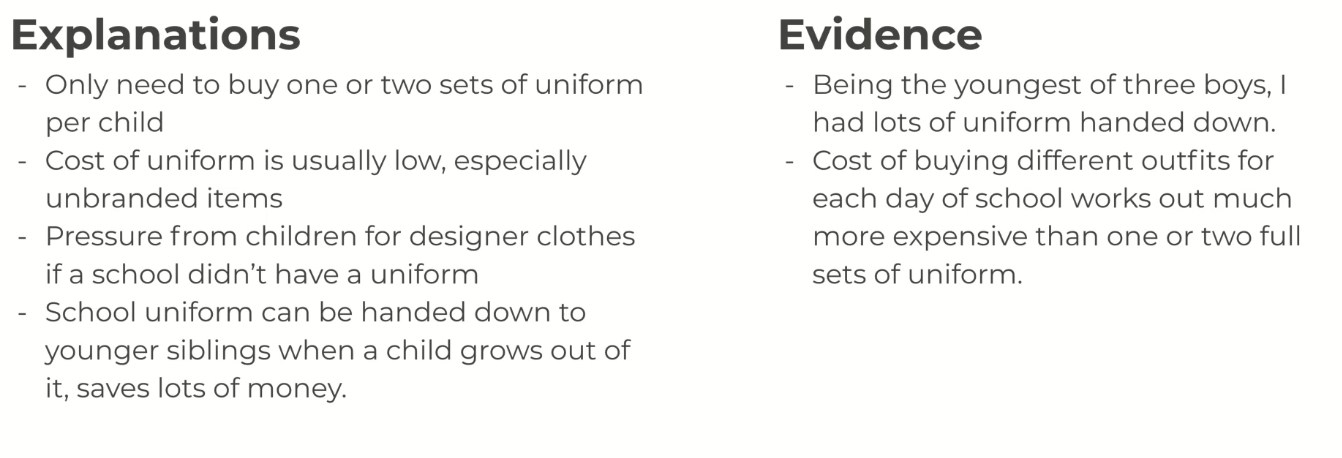 Explanations
- Only need to buy one or two sets of uniform
per child
- Cost of uniform is usually low, especially
unbranded items
- Pressure from children for designer clothes
if a school didn’t have a uniform
- School uniform can be handed down to
younger siblings when a child grows out of
it, saves lots of money.
Evidence
- Being the youngest of three boys, I
had lots of uniform handed down.
- Cost of buying different outfits for
each day of school works out much
more expensive than one or two full
sets of uniform.